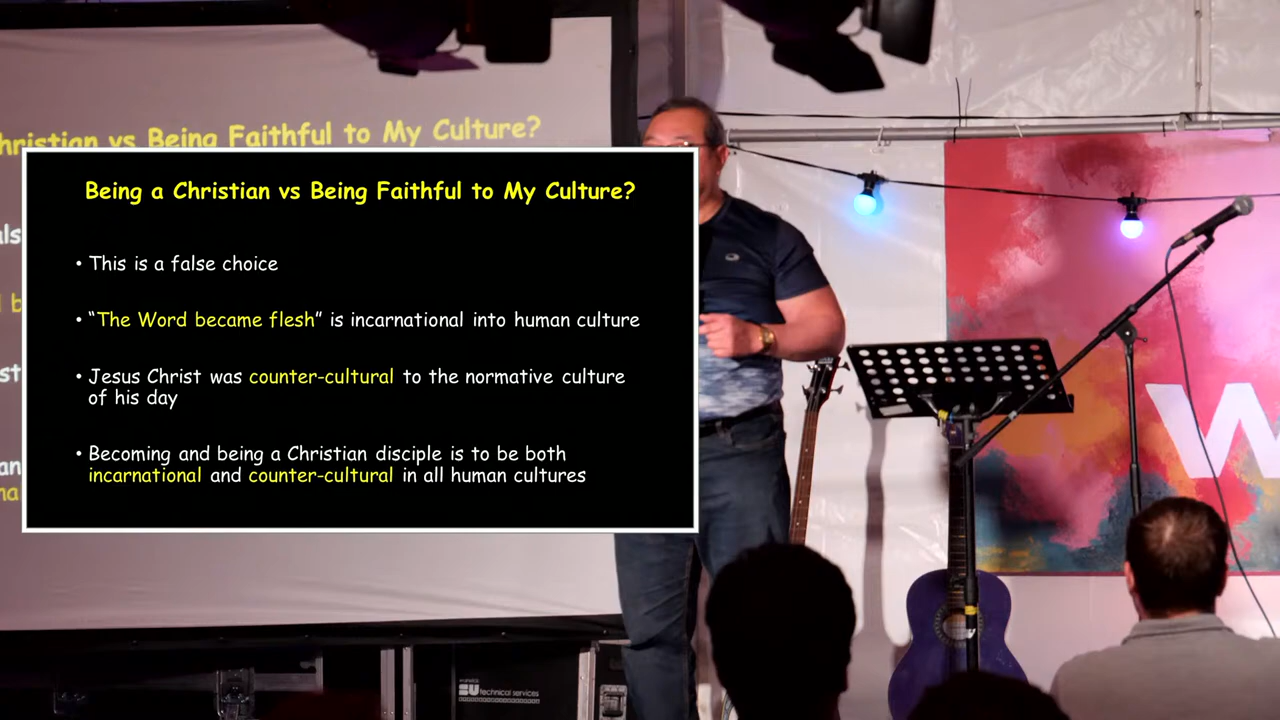 hristian vs Being Faithful to My Culture?
Being a Christian vs Being Faithful to My Culture?
• This is a false choice
• “The Word became flesh” is incarnational into human culture
• Jesus Christ was counter-cultural to the normative culture
of his day
• Becoming and being a Christian disciple is to be both
incarnational and counter-cultural in all human cultures
W
SU technical services